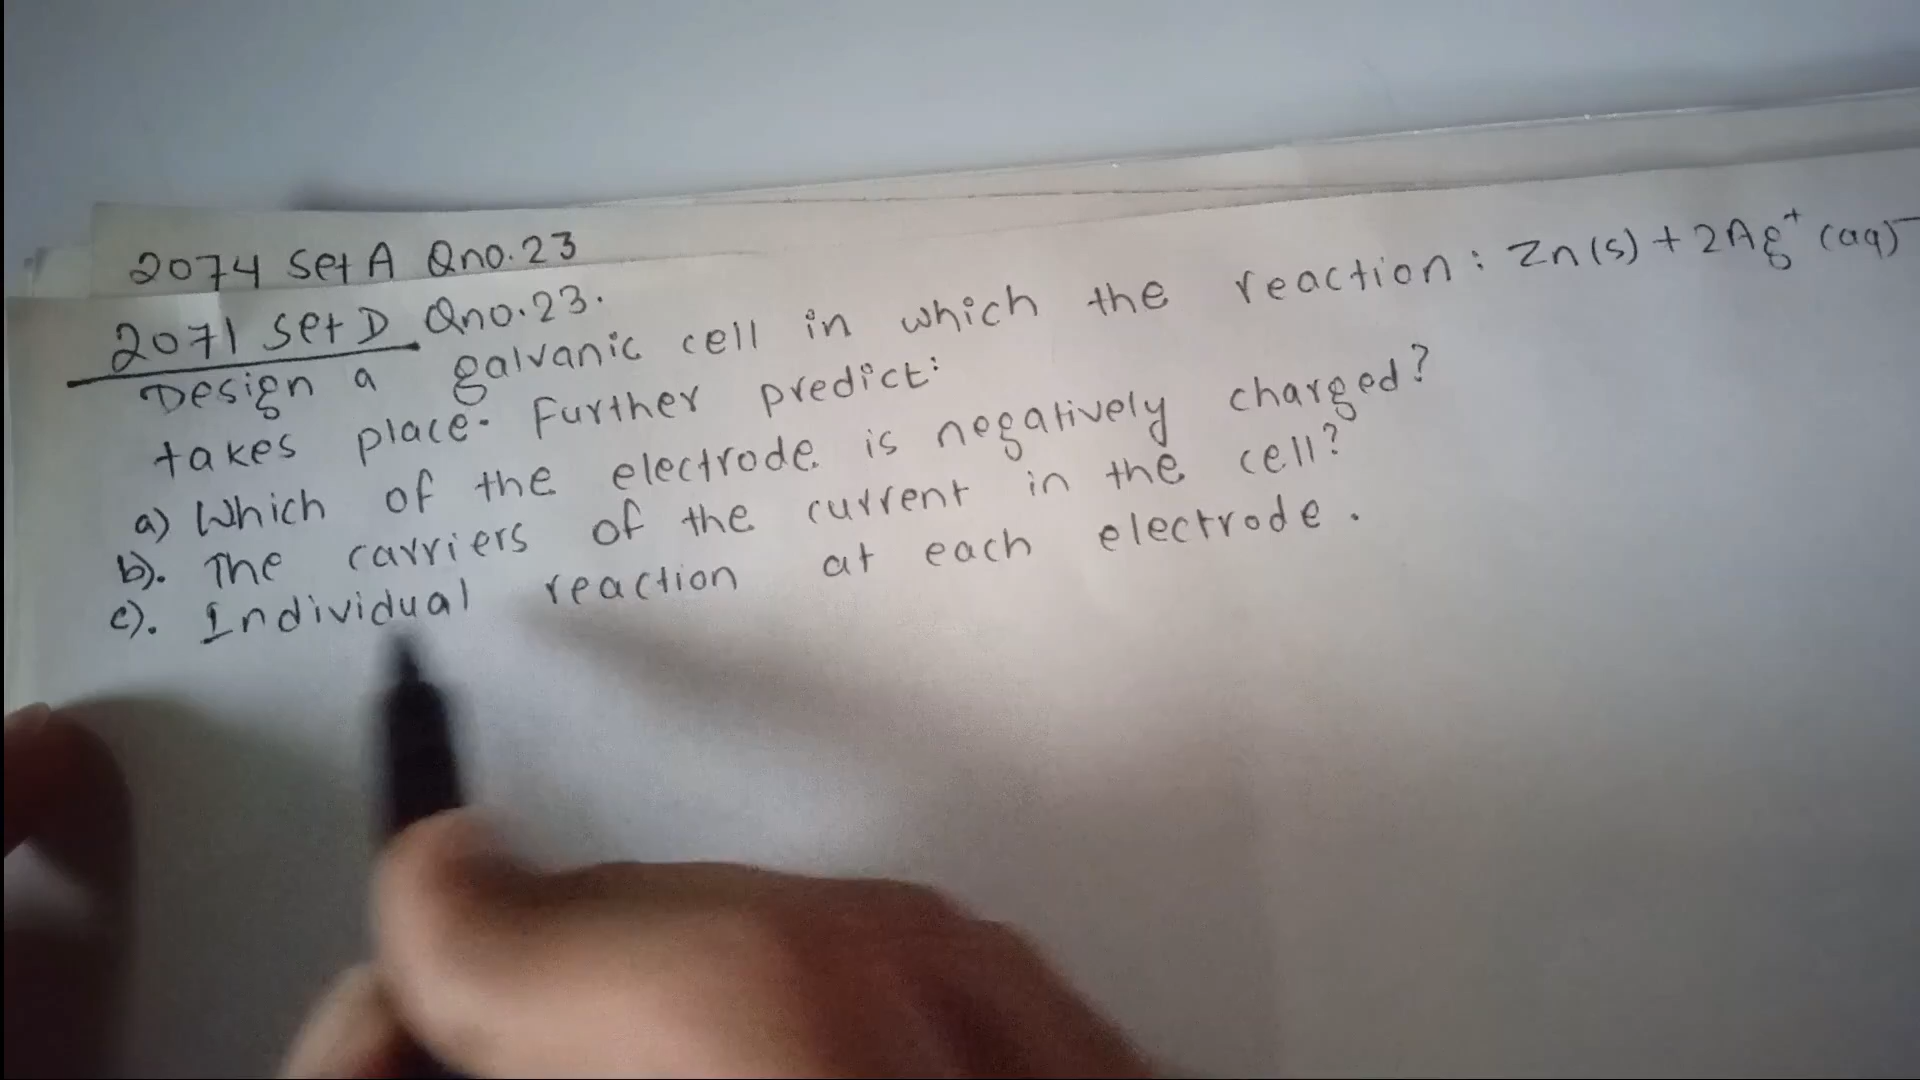 2074 Set A Qno.23
2071 Set D Qno.23.
Design a galvanic cell in which the reaction: Zn(s) + 2Ag⁺ (aq)
takes place. Further predict:
a) Which of the electrode is negatively charged?
b). The carriers of the current in the cell?
c). Individual reaction at each electrode.